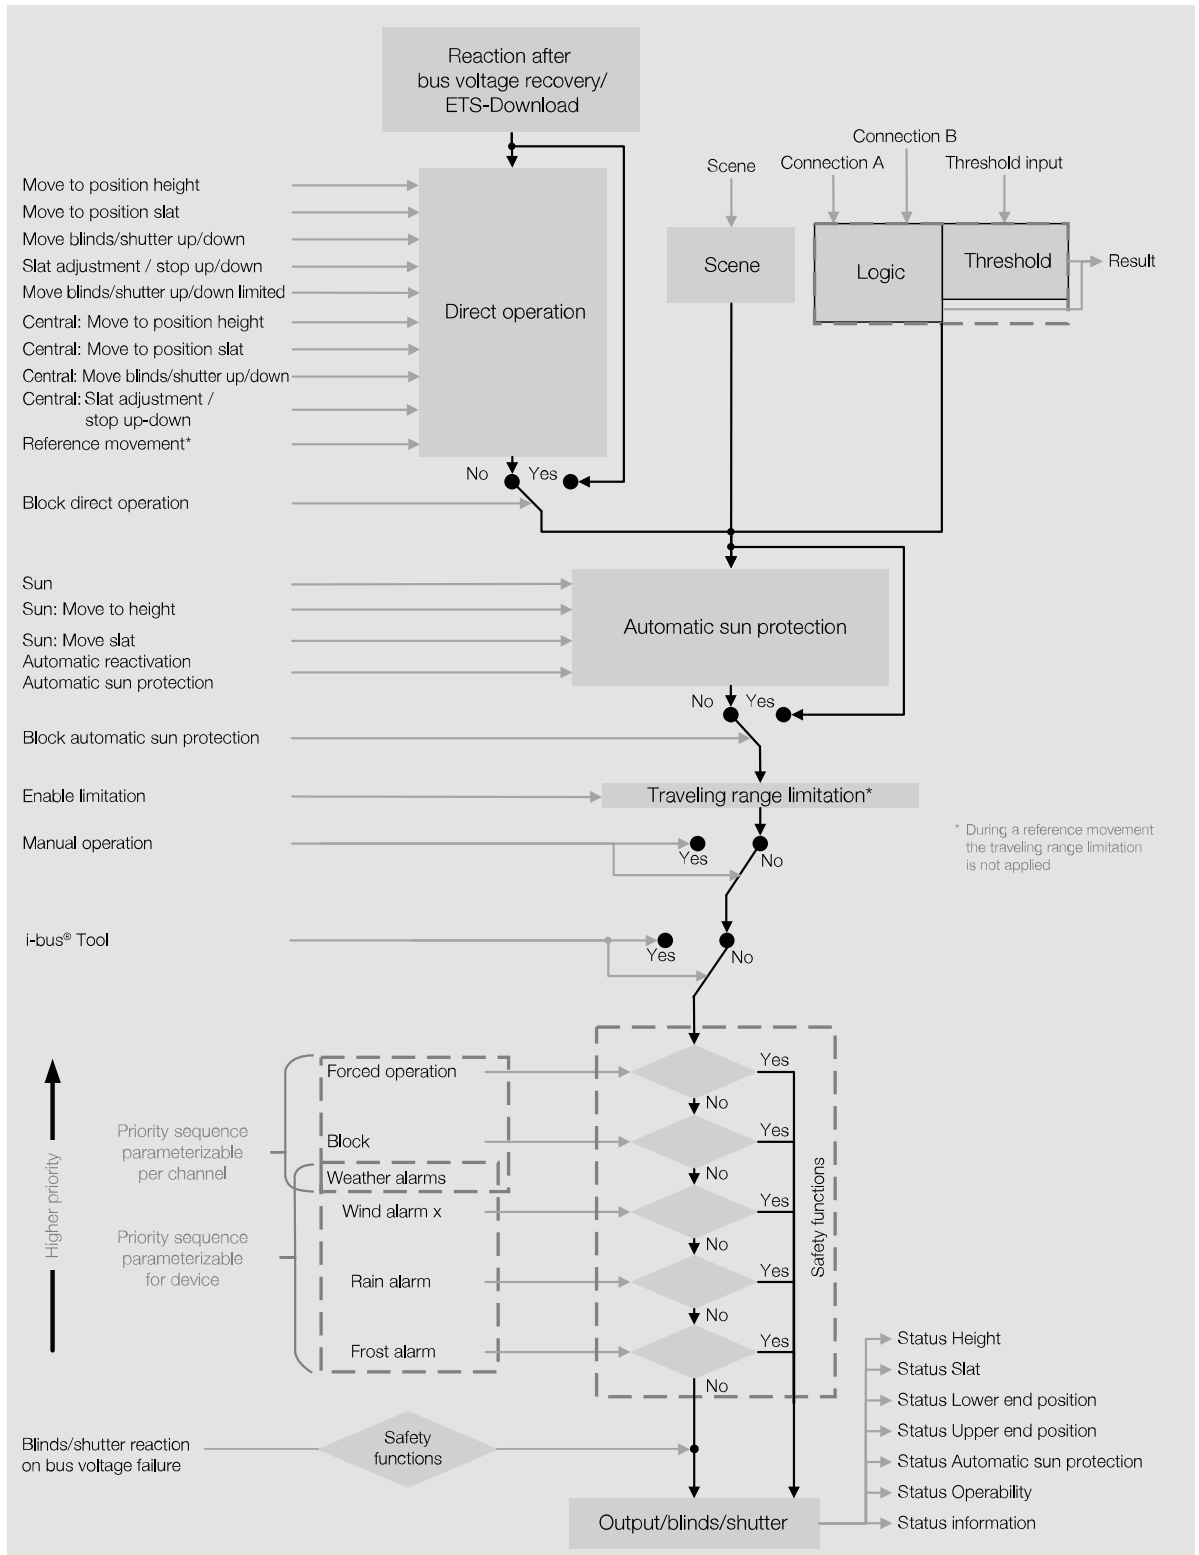 Reaction after
bus voltage recovery/
ETS-Download
Connection B
Scene
Connection A
Threshold input
Move to position height
Move to position slat
Move blinds/shutter up/down
Slat adjustment / stop up/down
Move blinds/shutter up/down limited
Central: Move to position height
Central: Move to position slat
Central: Move blinds/shutter up/down
Central: Slat adjustment /
stop up-down
Reference movement*
Direct operation
Scene
Logic
Threshold
Result
No
Yes
Block direct operation
Sun
Sun: Move to height
Sun: Move slat
Automatic reactivation
Automatic sun protection
Automatic sun protection
No
Yes
Block automatic sun protection
Enable limitation
Traveling range limitation*
Manual operation
Yes
No
* During a reference movement
the traveling range limitation
is not applied
i-bus® Tool
Yes
No
Higher priority
Priority sequence
parameterizable
per channel
Priority sequence
parameterizable
for device
Forced operation
Yes
No
Block
Yes
No
Weather alarms
Wind alarm x
Yes
No
Rain alarm
Yes
No
Frost alarm
Yes
No
Safety functions
Blinds/shutter reaction
on bus voltage failure
Safety
functions
Output/blinds/shutter
Status Height
Status Slat
Status Lower end position
Status Upper end position
Status Automatic sun protection
Status Operability
Status information